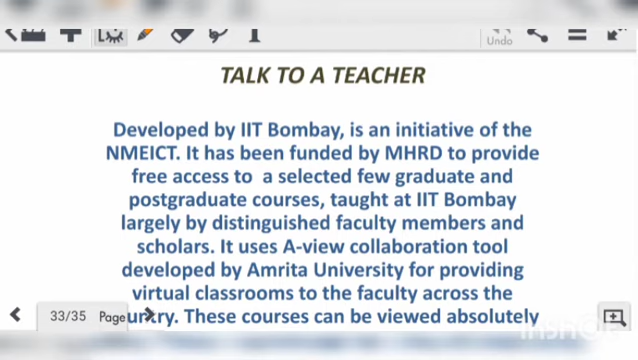 Undo
TALK TO A TEACHER
Developed by IIT Bombay, is an initiative of the
NMEICT. It has been funded by MHRD to provide
free access to a selected few graduate and
postgraduate courses, taught at IIT Bombay
largely by distinguished faculty members and
scholars. It uses A-view collaboration tool
developed by Amrita University for providing
virtual classrooms to the faculty across the
untry. These courses can be viewed absolutely
33/35 Page